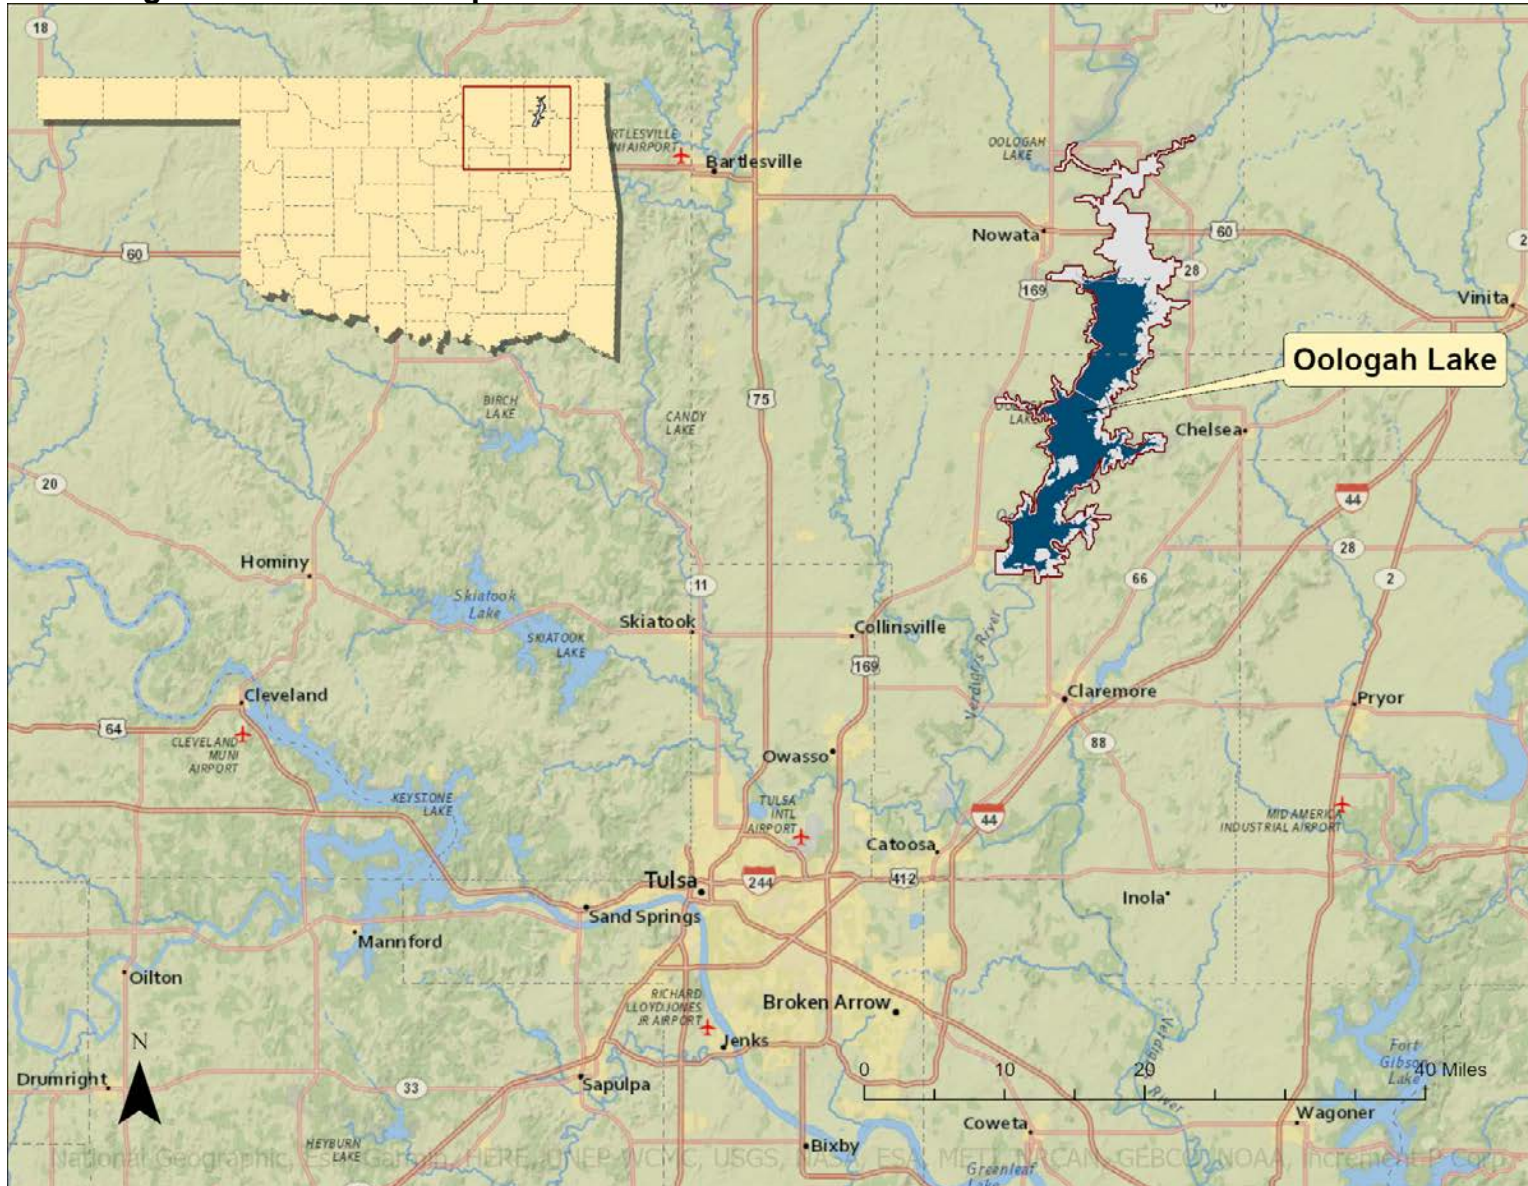 18
OOLOGAH
LAKE
Bartlesville
Nowata
60
60
28
169
Vinita
Oologah Lake
75
BIRCH
LAKE
CANDY
LAKE
Chelsea
20
44
28
Hominy
11
66
2
Skiatook
Lake
Skiatook
SKIATOOK
LAKE
Collinsville
Verdigris River
169
Cleveland
Claremore
Pryor
64
CLEVELAND
MUNI
AIRPORT
88
Owasso
KEYSTONE
LAKE
TULSA
INTL
AIRPORT
44
MID AMERICA
INDUSTRIAL AIRPORT
Catoosa
Tulsa
244
412
Inola
Sand Springs
Mannford
Oilton
RICHARD
LLOYD JONES
JR AIRPORT
Broken Arrow
Jenks
N
Verdigris
River
Fort
Gibson
Lake
0 10 20 40 Miles
Drumright
33
Sapulpa
Wagoner
Coweta
HEYBURN
LAKE
Bixby
Greenleaf
Lake
National Geographic, Esri, Garmin, HERE, UNEP-WCMC, USGS, NASA, ESA, METI, NRCAN, GEBCO, NOAA, increment P Corp.